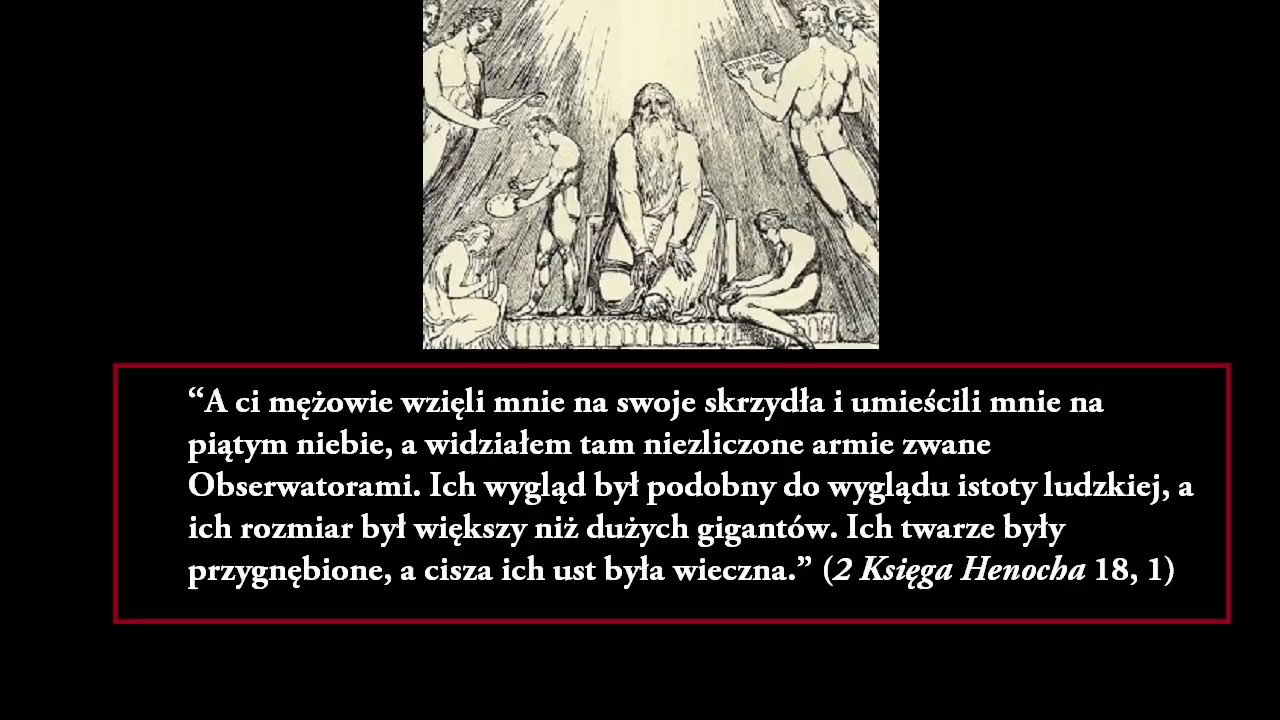 “A ci mężowie wzięli mnie na swoje skrzydła i umieścili mnie na
piątym niebie, a widziałem tam niezliczone armie zwane
Obserwatorami. Ich wygląd był podobny do wyglądu istoty ludzkiej, a
ich rozmiar był większy niż dużych gigantów. Ich twarze były
przygnębione, a cisza ich ust była wieczna.” (2 Księga Henocha 18, 1)